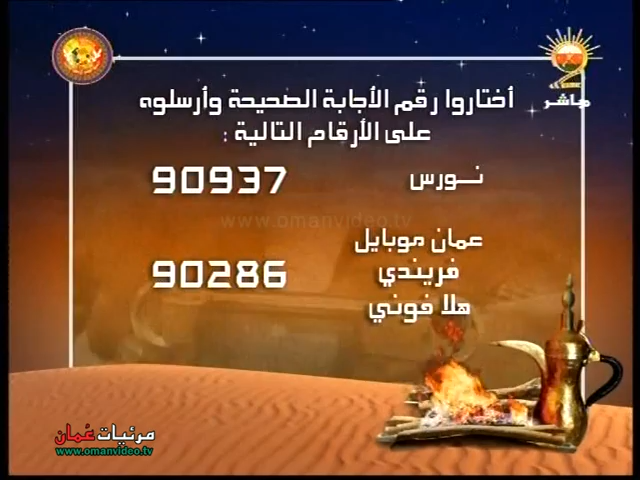 أختاروا رقم الأجابة الصحيحة وأرسلوه
على الأرقام التالية :
نـورس 90937
عمان موبايل
فريندي 90286
هلا فوني
www.omanvideo.tv
مباشر
مرئيات عُمان
www.omanvideo.tv